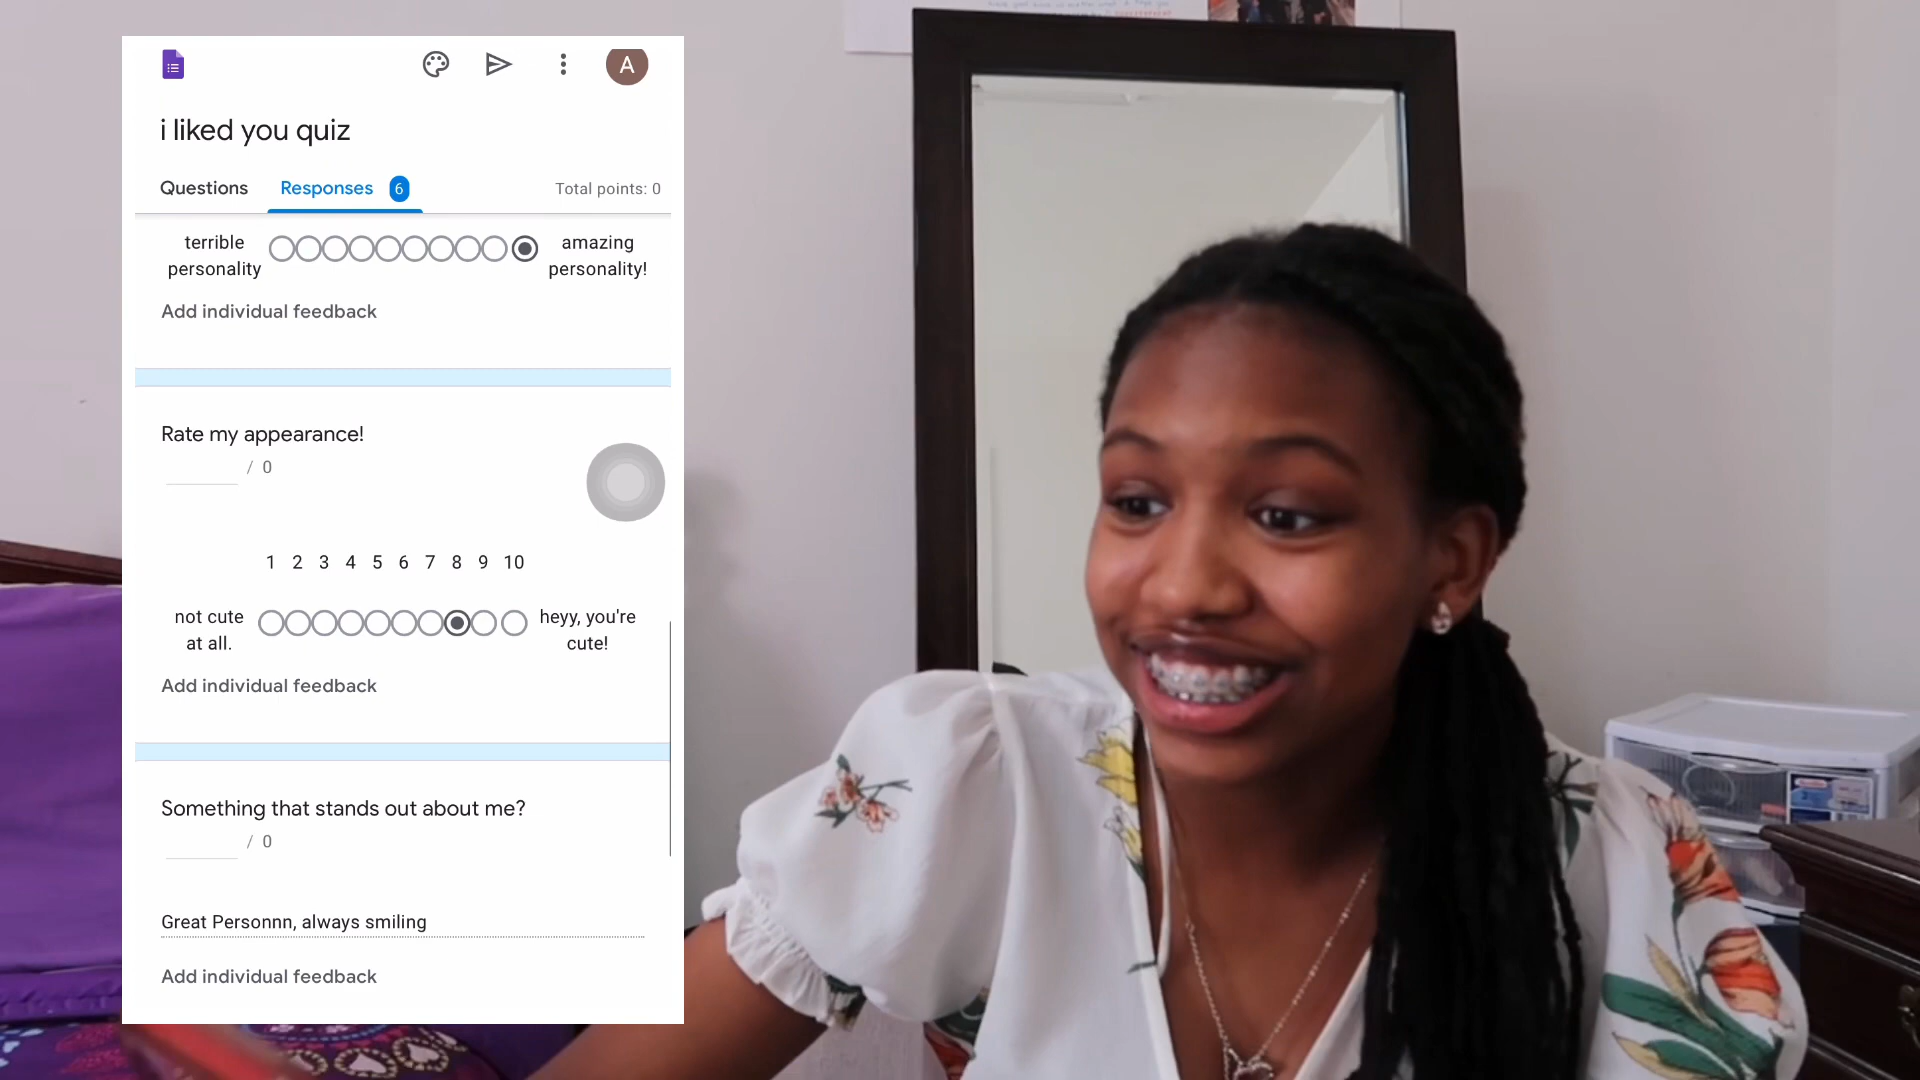 A
i liked you quiz
Questions Responses 6 Total points: 0
terrible personality amazing personality!
Add individual feedback
Rate my appearance!
/ 0
1 2 3 4 5 6 7 8 9 10
not cute at all. heyy, you're cute!
Add individual feedback
Something that stands out about me?
/ 0
Great Personnn, always smiling
Add individual feedback